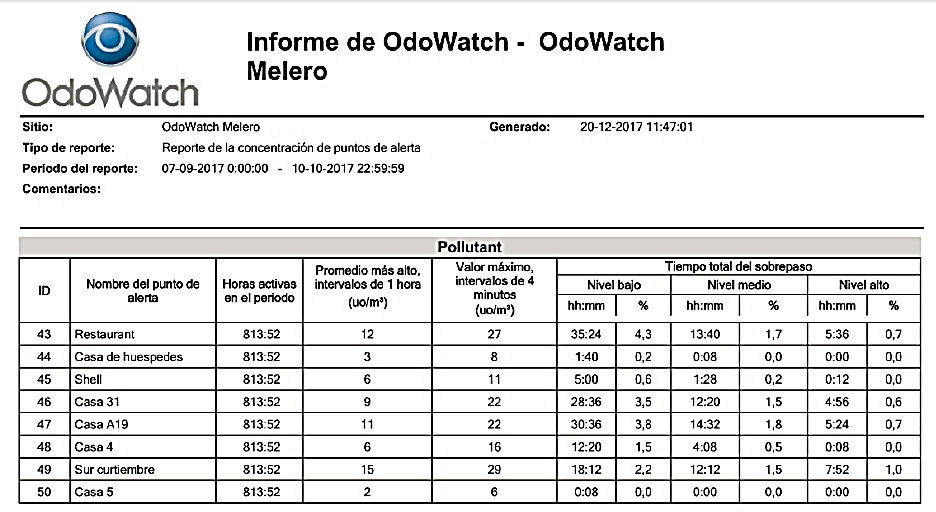 OdoWatch
Informe de OdoWatch - OdoWatch
Melero
Sitio: OdoWatch Melero Generado: 20-12-2017 11:47:01
Tipo de reporte: Reporte de la concentración de puntos de alerta
Periodo del reporte: 07-09-2017 0:00:00 - 10-10-2017 22:59:59
Comentarios:
Pollutant
ID Nombre del punto de alerta Horas activas en el periodo Promedio más alto, intervalos de 1 hora (uo/m³) Valor máximo, intervalos de 4 minutos (uo/m³) Tiempo total del sobrepaso
Nivel bajo Nivel medio Nivel alto
hh:mm % hh:mm % hh:mm %
43 Restaurant 813:52 12 27 35:24 4,3 13:40 1,7 5:36 0,7
44 Casa de huespedes 813:52 3 8 1:40 0,2 0:08 0,0 0:00 0,0
45 Shell 813:52 6 11 5:00 0,6 1:28 0,2 0:12 0,0
46 Casa 31 813:52 9 22 28:36 3,5 12:20 1,5 4:56 0,6
47 Casa A19 813:52 11 22 30:36 3,8 14:32 1,8 5:24 0,7
48 Casa 4 813:52 6 16 12:20 1,5 4:08 0,5 0:08 0,0
49 Sur curtiembre 813:52 15 29 18:12 2,2 12:12 1,5 7:52 1,0
50 Casa 5 813:52 2 6 0:08 0,0 0:00 0,0 0:00 0,0